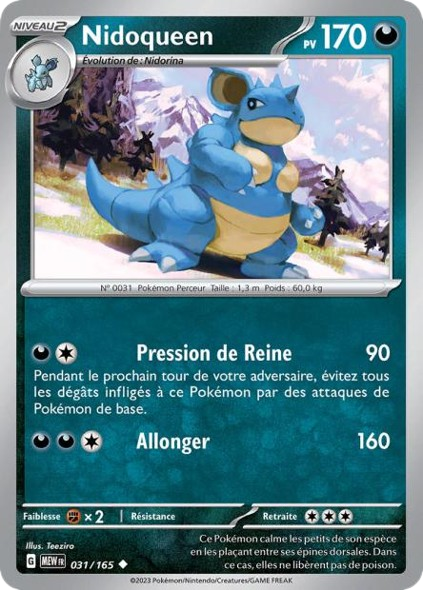 NIVEAU2
Nidoqueen
PV 170
Évolution de : Nidorina
N° 0031 Pokémon Perceur Taille : 1,3 m Poids : 60,0 kg
Pression de Reine 90
Pendant le prochain tour de votre adversaire, évitez tous
les dégâts infligés à ce Pokémon par des attaques de
Pokémon de base.
Allonger 160
Faiblesse ×2 Résistance Retraite
Illus. Teeziro
G MEW FR 031/165
Ce Pokémon calme les petits de son espèce
en les plaçant entre ses épines dorsales. Dans
ce cas, elles ne libèrent pas de poison.
©2023 Pokémon/Nintendo/Creatures/GAME FREAK